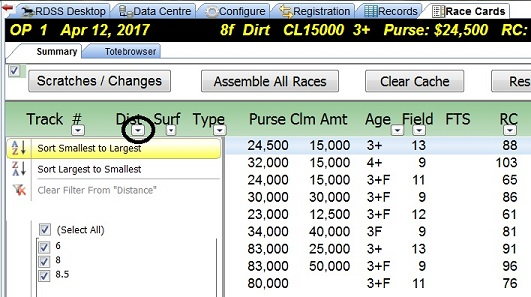 RDSS Desktop Data Centre Configure Registration Records Race Cards
OP 1 Apr 12, 2017 8f Dirt CL15000 3+ Purse: $24,500 RC:
Summary Totebrowser
Scratches / Changes Assemble All Races Clear Cache Res
Track # Dist Surf Type Purse Clm Amt Age Field FTS RC
Sort Smallest to Largest
Sort Largest to Smallest
Clear Filter From "Distance"
(Select All)
6
8
8.5
24,500 15,000 3+ 13 88
32,000 15,000 4+ 9 103
24,000 11,000 3+F 11 65
30,000 30,000 3+F 9 86
23,000 12,500 3+F 12 61
34,000 40,000 3F 9 81
83,000 25,000 3+ 13 91
83,000 50,000 3+F 9 96
80,000 3+F 11 76